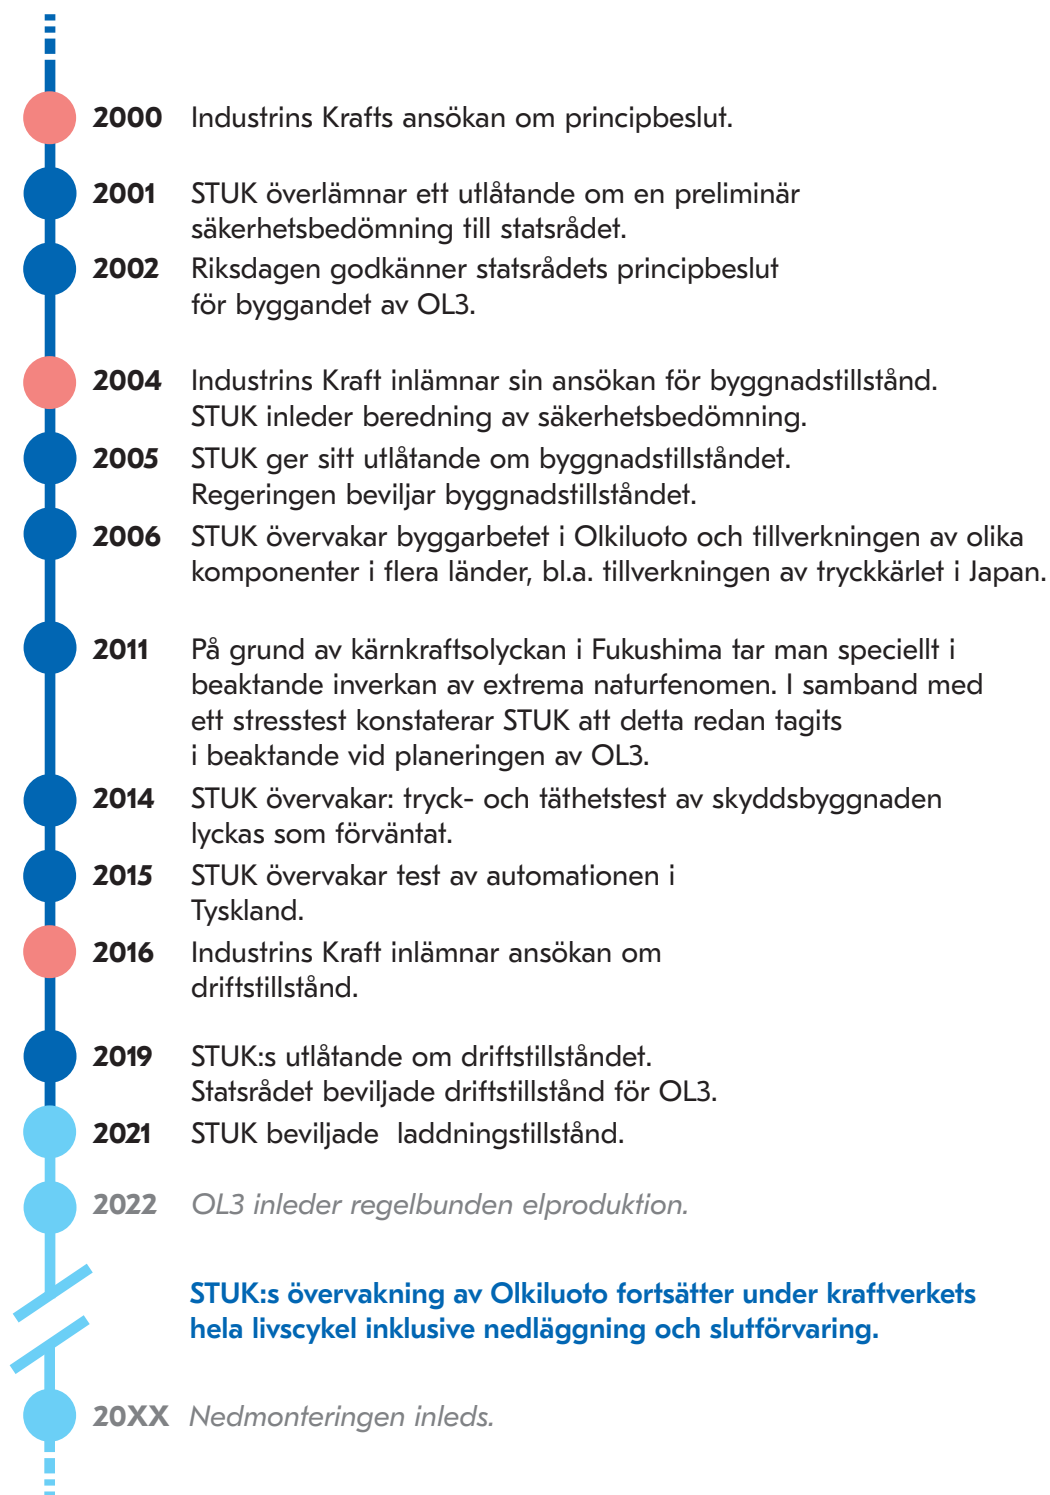 2000 Industrins Krafts ansökan om principbeslut.
2001 STUK överlämnar ett utlåtande om en preliminär
säkerhetsbedömning till statsrådet.
2002 Riksdagen godkänner statsrådets principbeslut
för byggandet av OL3.
2004 Industrins Kraft inlämnar sin ansökan för byggnadstillstånd.
STUK inleder beredning av säkerhetsbedömning.
2005 STUK ger sitt utlåtande om byggnadstillståndet.
Regeringen beviljar byggnadstillståndet.
2006 STUK övervakar byggarbetet i Olkiluoto och tillverkningen av olika
komponenter i flera länder, bl.a. tillverkningen av tryckkärlet i Japan.
2011 På grund av kärnkraftsolyckan i Fukushima tar man speciellt i
beaktande inverkan av extrema naturfenomen. I samband med
ett stresstest konstaterar STUK att detta redan tagits
i beaktande vid planeringen av OL3.
2014 STUK övervakar: tryck- och täthetstest av skyddsbyggnaden
lyckas som förväntat.
2015 STUK övervakar test av automationen i
Tyskland.
2016 Industrins Kraft inlämnar ansökan om
driftstillstånd.
2019 STUK:s utlåtande om driftstillståndet.
Statsrådet beviljade driftstillstånd för OL3.
2021 STUK beviljade laddningstillstånd.
2022 OL3 inleder regelbunden elproduktion.
STUK:s övervakning av Olkiluoto fortsätter under kraftverkets
hela livscykel inklusive nedläggning och slutförvaring.
20XX Nedmonteringen inleds.